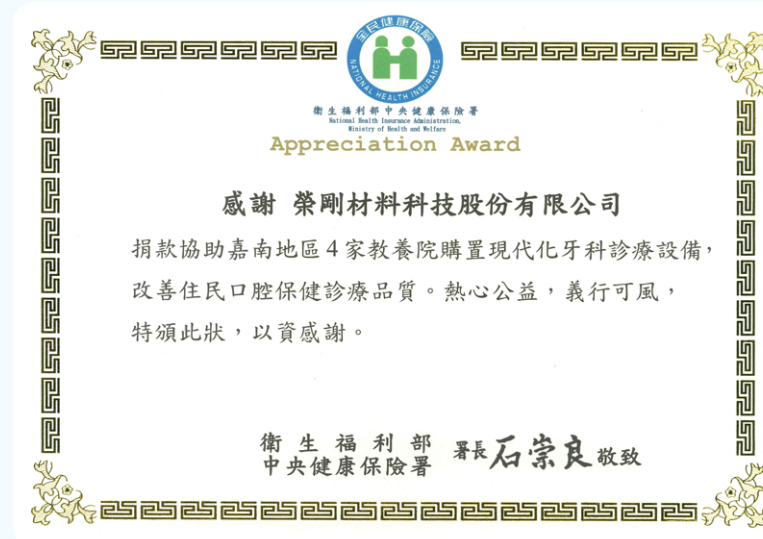 全民健康保險
NATIONAL HEALTH INSURANCE
衛生福利部中央健康保險署
National Health Insurance Administration,
Ministry of Health and Welfare
Appreciation Award
感謝 榮剛材料科技股份有限公司
捐款協助嘉南地區4家教養院購置現代化牙科診療設備,
改善住民口腔保健診療品質。熱心公益,義行可風,
特頒此狀,以資感謝。
衛生福利部
中央健康保險署 署長 石崇良 敬致